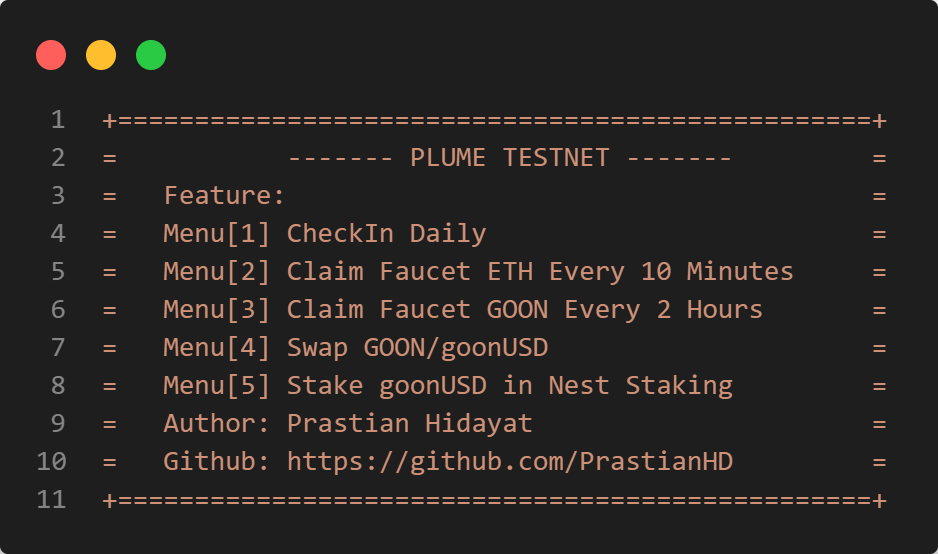 1 +=================================================+
2 =            ------- PLUME TESTNET -------         =
3 =   Feature:                                      =
4 =   Menu[1] CheckIn Daily                         =
5 =   Menu[2] Claim Faucet ETH Every 10 Minutes     =
6 =   Menu[3] Claim Faucet GOON Every 2 Hours       =
7 =   Menu[4] Swap GOON/goonUSD                     =
8 =   Menu[5] Stake goonUSD in Nest Staking         =
9 =   Author: Prastian Hidayat                      =
10 =   Github: https://github.com/PrastianHD         =
11 +=================================================+